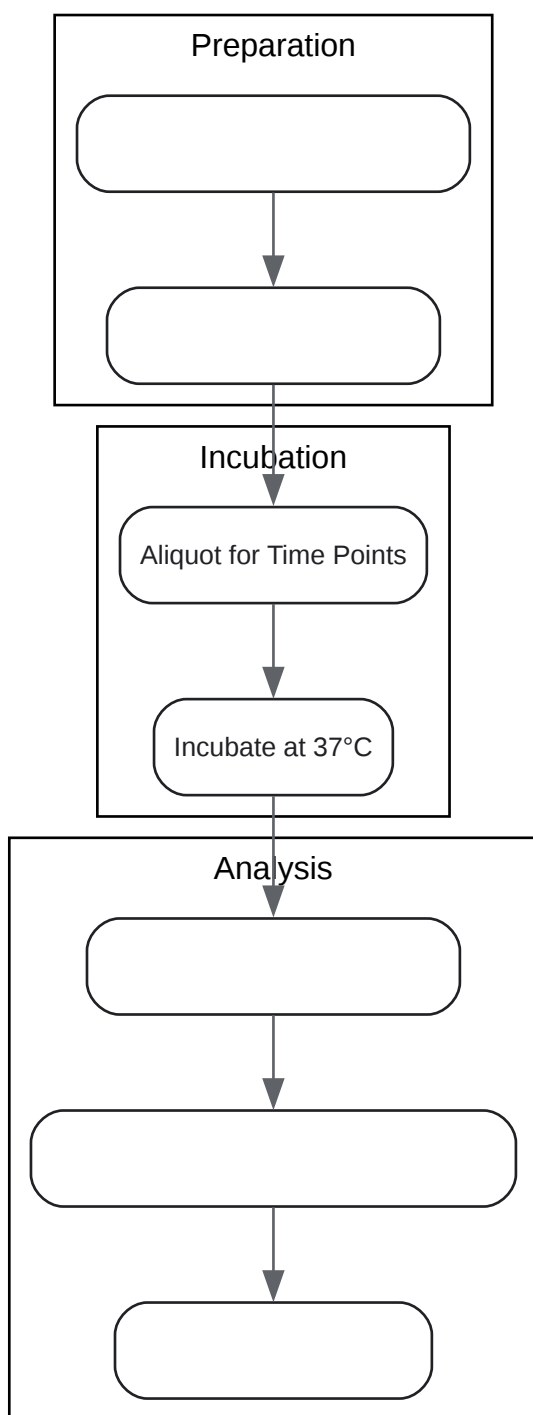 Preparation
Incubation
Aliquot for Time Points
Incubate at 37°C
Analysis